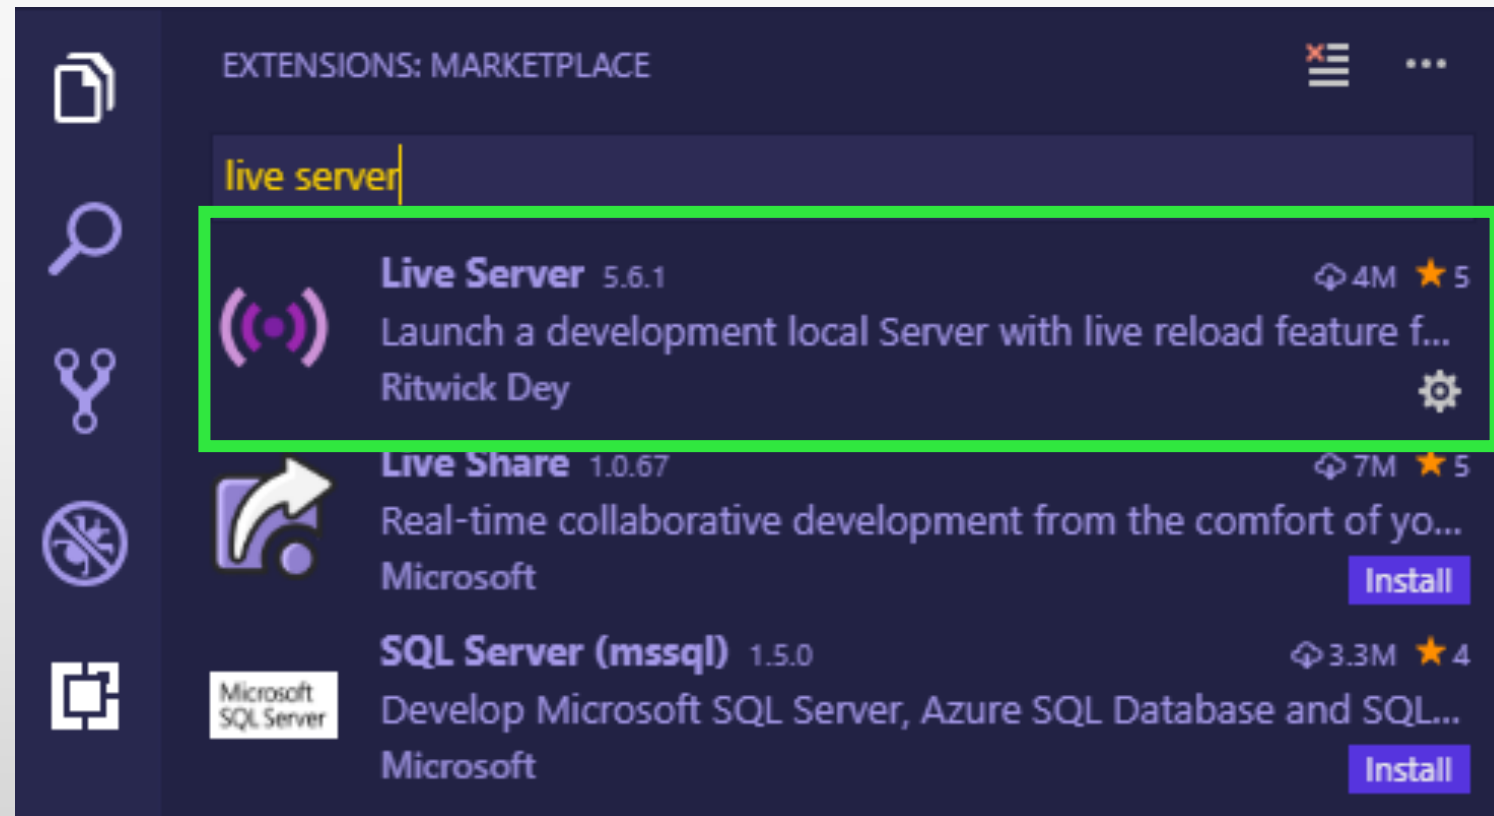 EXTENSIONS: MARKETPLACE
live server
Live Server 5.6.1 4M 5
Launch a development local Server with live reload feature f...
Ritwick Dey
Live Share 1.0.67 7M 5
Real-time collaborative development from the comfort of yo...
Microsoft Install
SQL Server (mssql) 1.5.0 3.3M 4
Microsoft
SQL Server
Develop Microsoft SQL Server, Azure SQL Database and SQL...
Microsoft Install